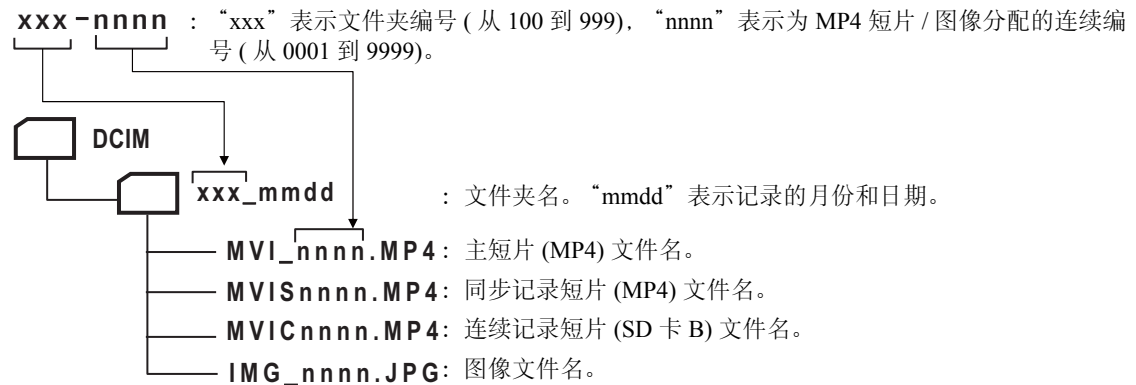 xxx-nnnn : “xxx”表示文件夹编号 ( 从 100 到 999)，“nnnn”表示为 MP4 短片 / 图像分配的连续编
号 ( 从 0001 到 9999)。
DCIM
xxx_mmdd : 文件夹名。“mmdd”表示记录的月份和日期。
MVI_nnnn.MP4 : 主短片 (MP4) 文件名。
MVISnnnn.MP4 : 同步记录短片 (MP4) 文件名。
MVICnnnn.MP4 : 连续记录短片 (SD 卡 B) 文件名。
IMG_nnnn.JPG : 图像文件名。